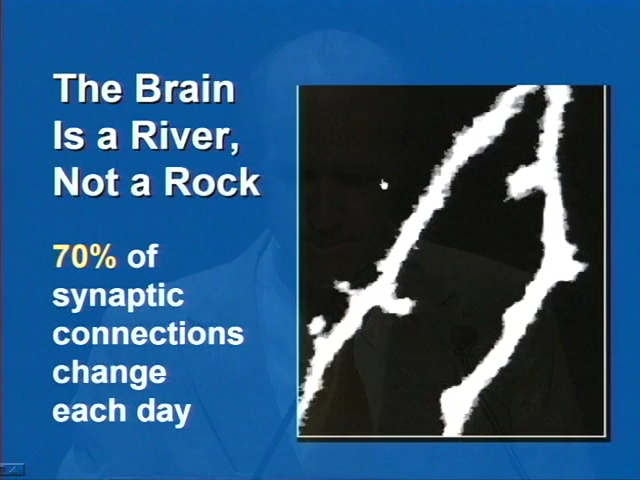 The Brain
Is a River,
Not a Rock
70% of
synaptic
connections
change
each day